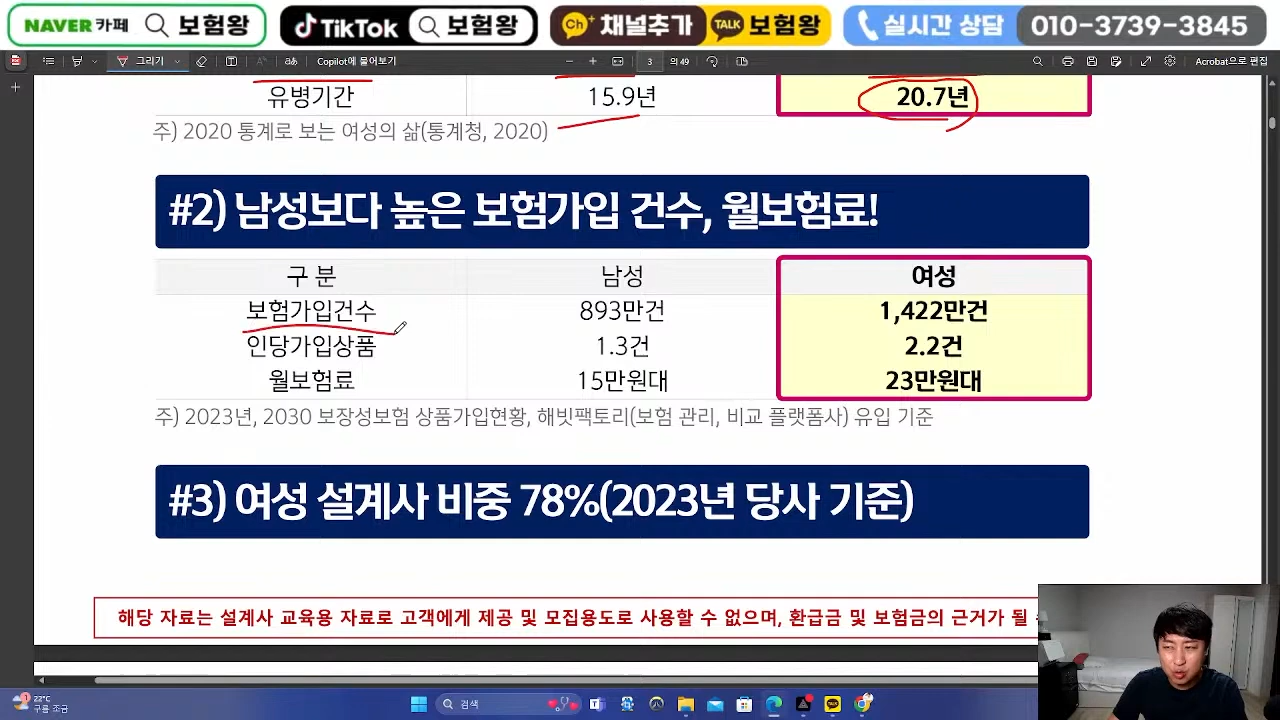 NAVER 카페 보험왕 TikTok 보험왕 Ch+ 채널추가 TALK 보험왕 실시간 상담 010-3739-3845
그리기 Copilot에 물어보기 3 의 49 Acrobat으로 편집
유병기간 15.9년 20.7년
주) 2020 통계로 보는 여성의 삶(통계청, 2020)
#2) 남성보다 높은 보험가입 건수, 월보험료!
구 분 남성 여성
보험가입건수 893만건 1,422만건
인당가입상품 1.3건 2.2건
월보험료 15만원대 23만원대
주) 2023년, 2030 보장성보험 상품가입현황, 해빗팩토리(보험 관리, 비교 플랫폼사) 유입 기준
#3) 여성 설계사 비중 78%(2023년 당사 기준)
해당 자료는 설계사 교육용 자료로 고객에게 제공 및 모집용도로 사용할 수 없으며, 환급금 및 보험금의 근거가 될
22°C
구름 조금
검색